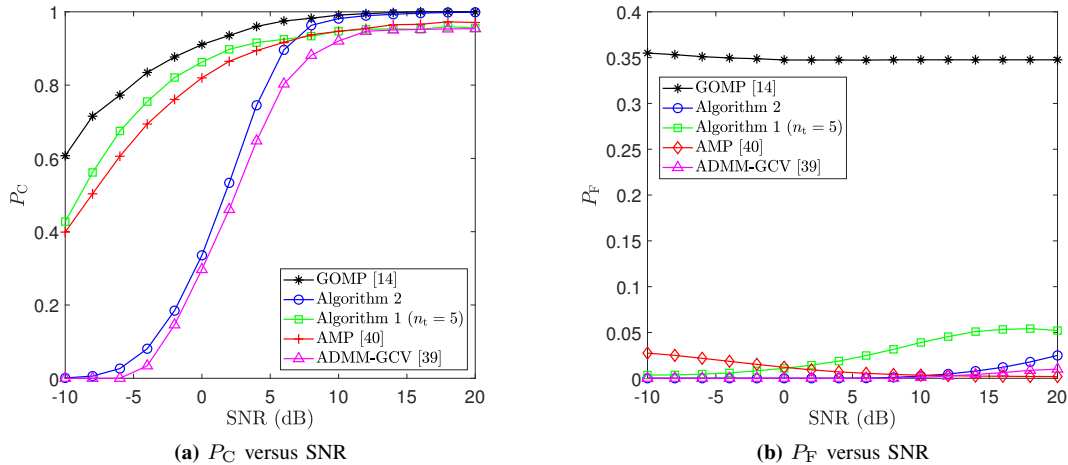 1
0.8
0.6
0.4
0.2
0
P_C
-10 -5 0 5 10 15 20
SNR (dB)
GOMP [14]
Algorithm 2
Algorithm 1 (n_t = 5)
AMP [40]
ADMM-GCV [39]
(a) P_C versus SNR
0.4
0.35
0.3
0.25
0.2
0.15
0.1
0.05
0
P_F
-10 -5 0 5 10 15 20
SNR (dB)
GOMP [14]
Algorithm 2
Algorithm 1 (n_t = 5)
AMP [40]
ADMM-GCV [39]
(b) P_F versus SNR